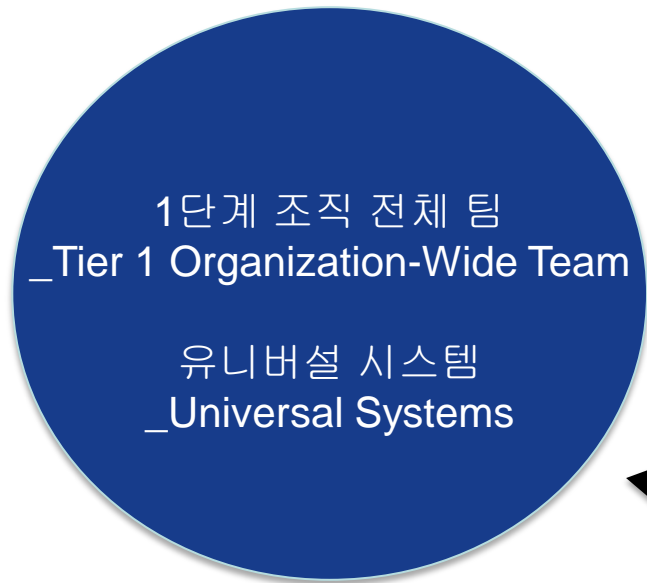 1단계 조직 전체 팀
_Tier 1 Organization-Wide Team
유니버설 시스템
_Universal Systems